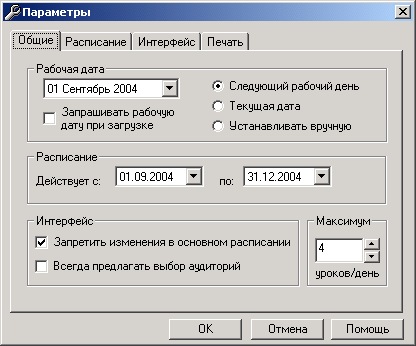 Параметры
Общие Расписание Интерфейс Печать
Рабочая дата
01 Сентябрь 2004
Запрашивать рабочую
дату при загрузке
Следующий рабочий день
Текущая дата
Устанавливать вручную
Расписание
Действует с: 01.09.2004 по: 31.12.2004
Интерфейс
Запретить изменения в основном расписании
Всегда предлагать выбор аудиторий
Максимум
4
уроков/день
OK Отмена Помощь